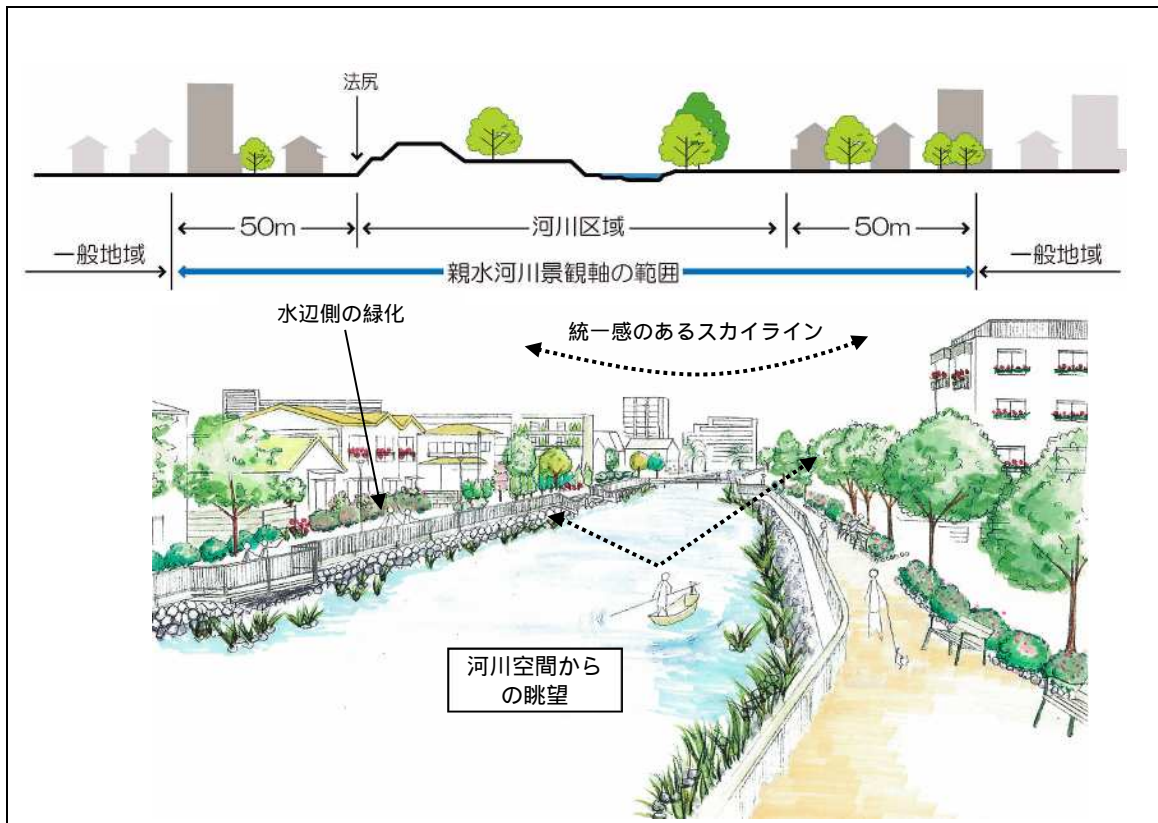 法尻
50m
河川区域
50m
一般地域
親水河川景観軸の範囲
一般地域
水辺側の緑化
統一感のあるスカイライン
河川空間から
の眺望